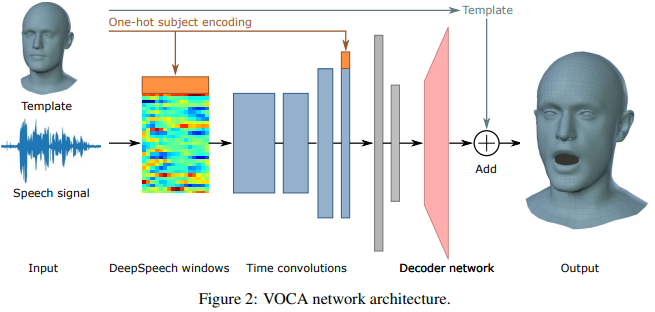 One-hot subject encoding
Template
Template
Speech signal
Add
Input
DeepSpeech windows
Time convolutions
Decoder network
Output
Figure 2: VOCA network architecture.